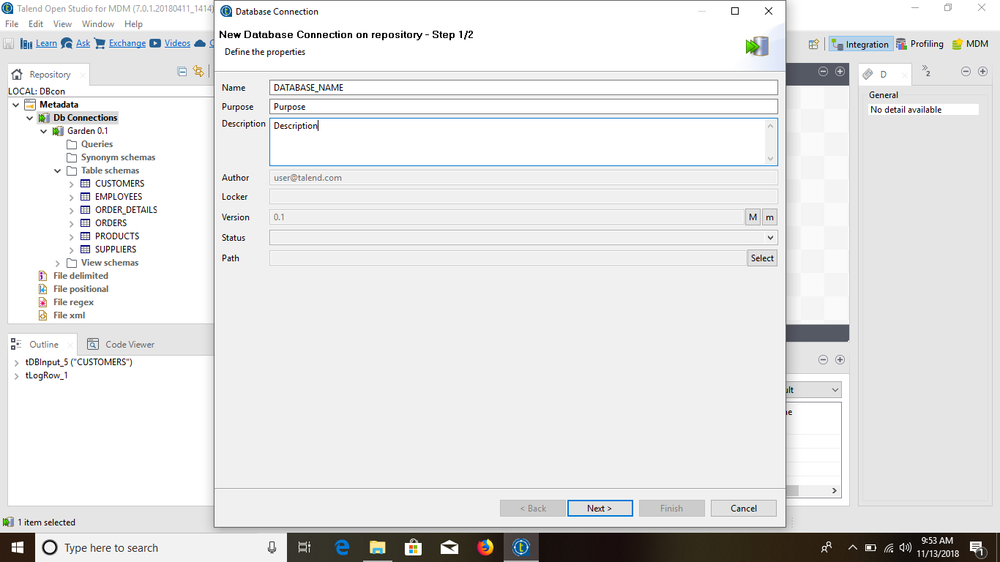 Talend Open Studio for MDM (7.0.1.20180411_1414)
File Edit View Window Help
Learn Ask Exchange Videos
Integration Profiling MDM
Repository
LOCAL: DBcon
Metadata
Db Connections
Garden 0.1
Queries
Synonym schemas
Table schemas
CUSTOMERS
EMPLOYEES
ORDER_DETAILS
ORDERS
PRODUCTS
SUPPLIERS
View schemas
File delimited
File positional
File regex
File xml
Outline Code Viewer
tDBInput_5 ("CUSTOMERS")
tLogRow_1
1 item selected
Database Connection
New Database Connection on repository - Step 1/2
Define the properties
Name DATABASE_NAME
Purpose Purpose
Description Description
Author user@talend.com
Locker
Version 0.1 M m
Status
Path Select
< Back Next > Finish Cancel
D 2
General
No detail available
Type here to search
9:53 AM
11/13/2018
1